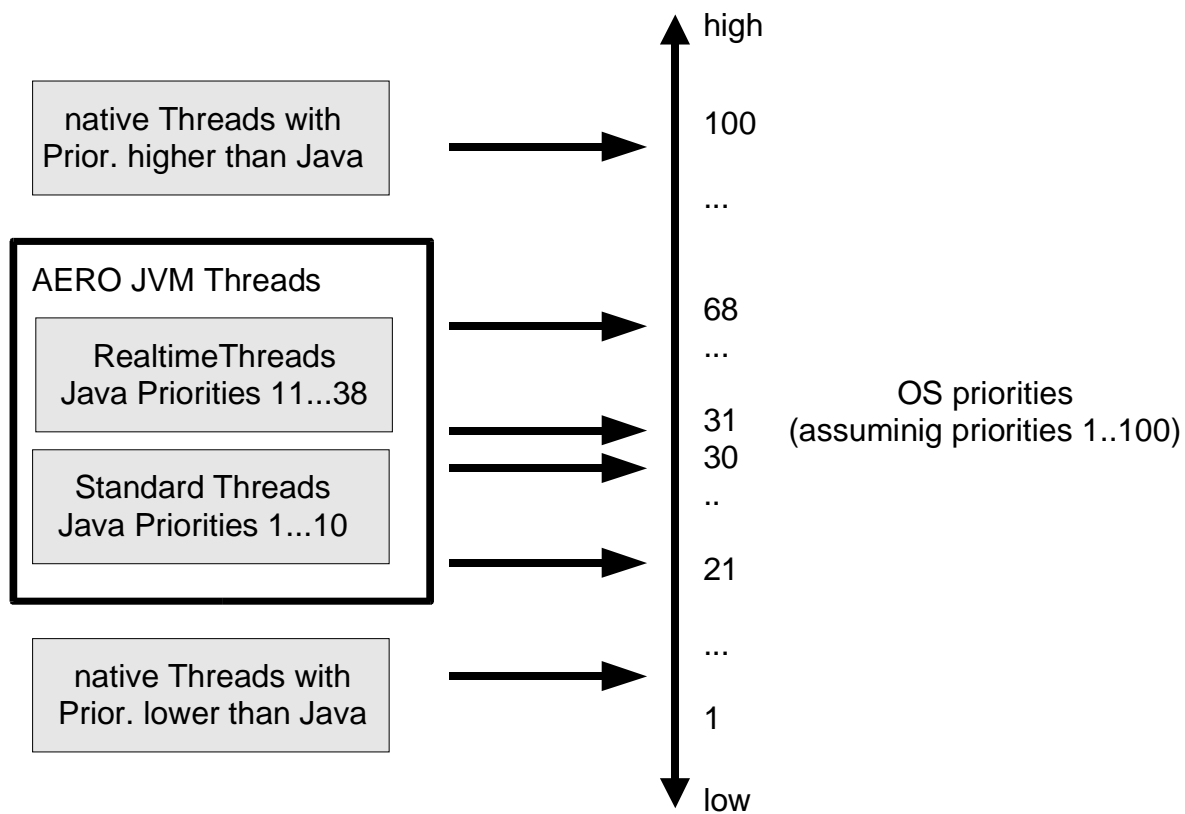 high
native Threads with
Prior. higher than Java
100
...
AERO JVM Threads
68
...
RealtimeThreads
Java Priorities 11...38
OS priorities
(assuminig priorities 1..100)
31
30
..
Standard Threads
Java Priorities 1...10
21
...
native Threads with
Prior. lower than Java
1
low